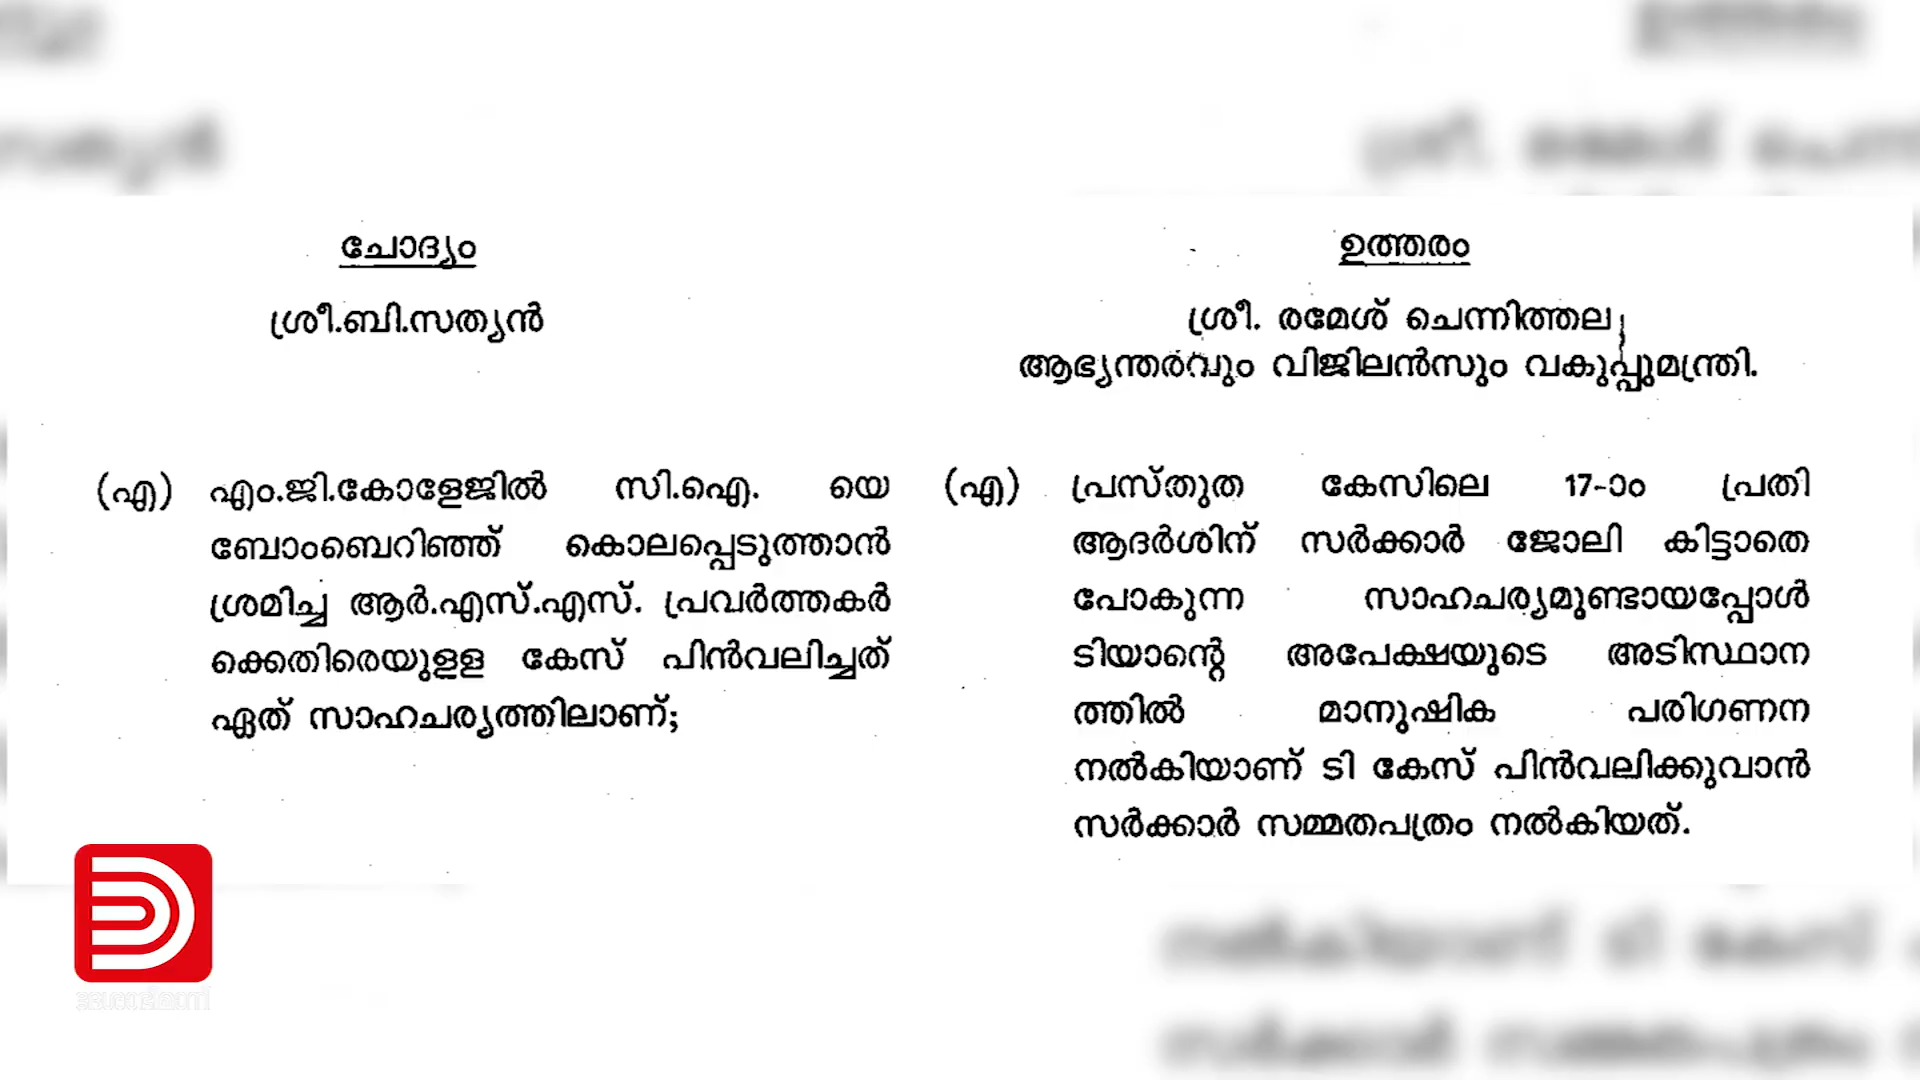 ചോദ്യം
ശ്രീ.ബി.സത്യൻ
(എ) എം.ജി.കോളേജിൽ സി.ഐ. യെ
ബോംബെറിഞ്ഞ് കൊലപ്പെടുത്താൻ
ശ്രമിച്ച ആർ.എസ്.എസ്. പ്രവർത്തകർ
ക്കെതിരെയുളള കേസ് പിൻവലിച്ചത്
ഏത് സാഹചര്യത്തിലാണ്;
ഉത്തരം
ശ്രീ. രമേശ് ചെന്നിത്തല
ആഭ്യന്തരവും വിജിലൻസും വകുപ്പുമന്ത്രി.
(എ) പ്രസ്തുത കേസിലെ 17-ാം പ്രതി
ആദർശിന് സർക്കാർ ജോലി കിട്ടാതെ
പോകുന്ന സാഹചര്യമുണ്ടായപ്പോൾ
ടിയാന്റെ അപേക്ഷയുടെ അടിസ്ഥാന
ത്തിൽ മാനുഷിക പരിഗണന
നൽകിയാണ് ടി കേസ് പിൻവലിക്കുവാൻ
സർക്കാർ സമ്മതപത്രം നൽകിയത്.